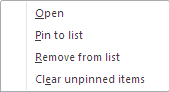 Open
Pin to list
Remove from list
Clear unpinned items